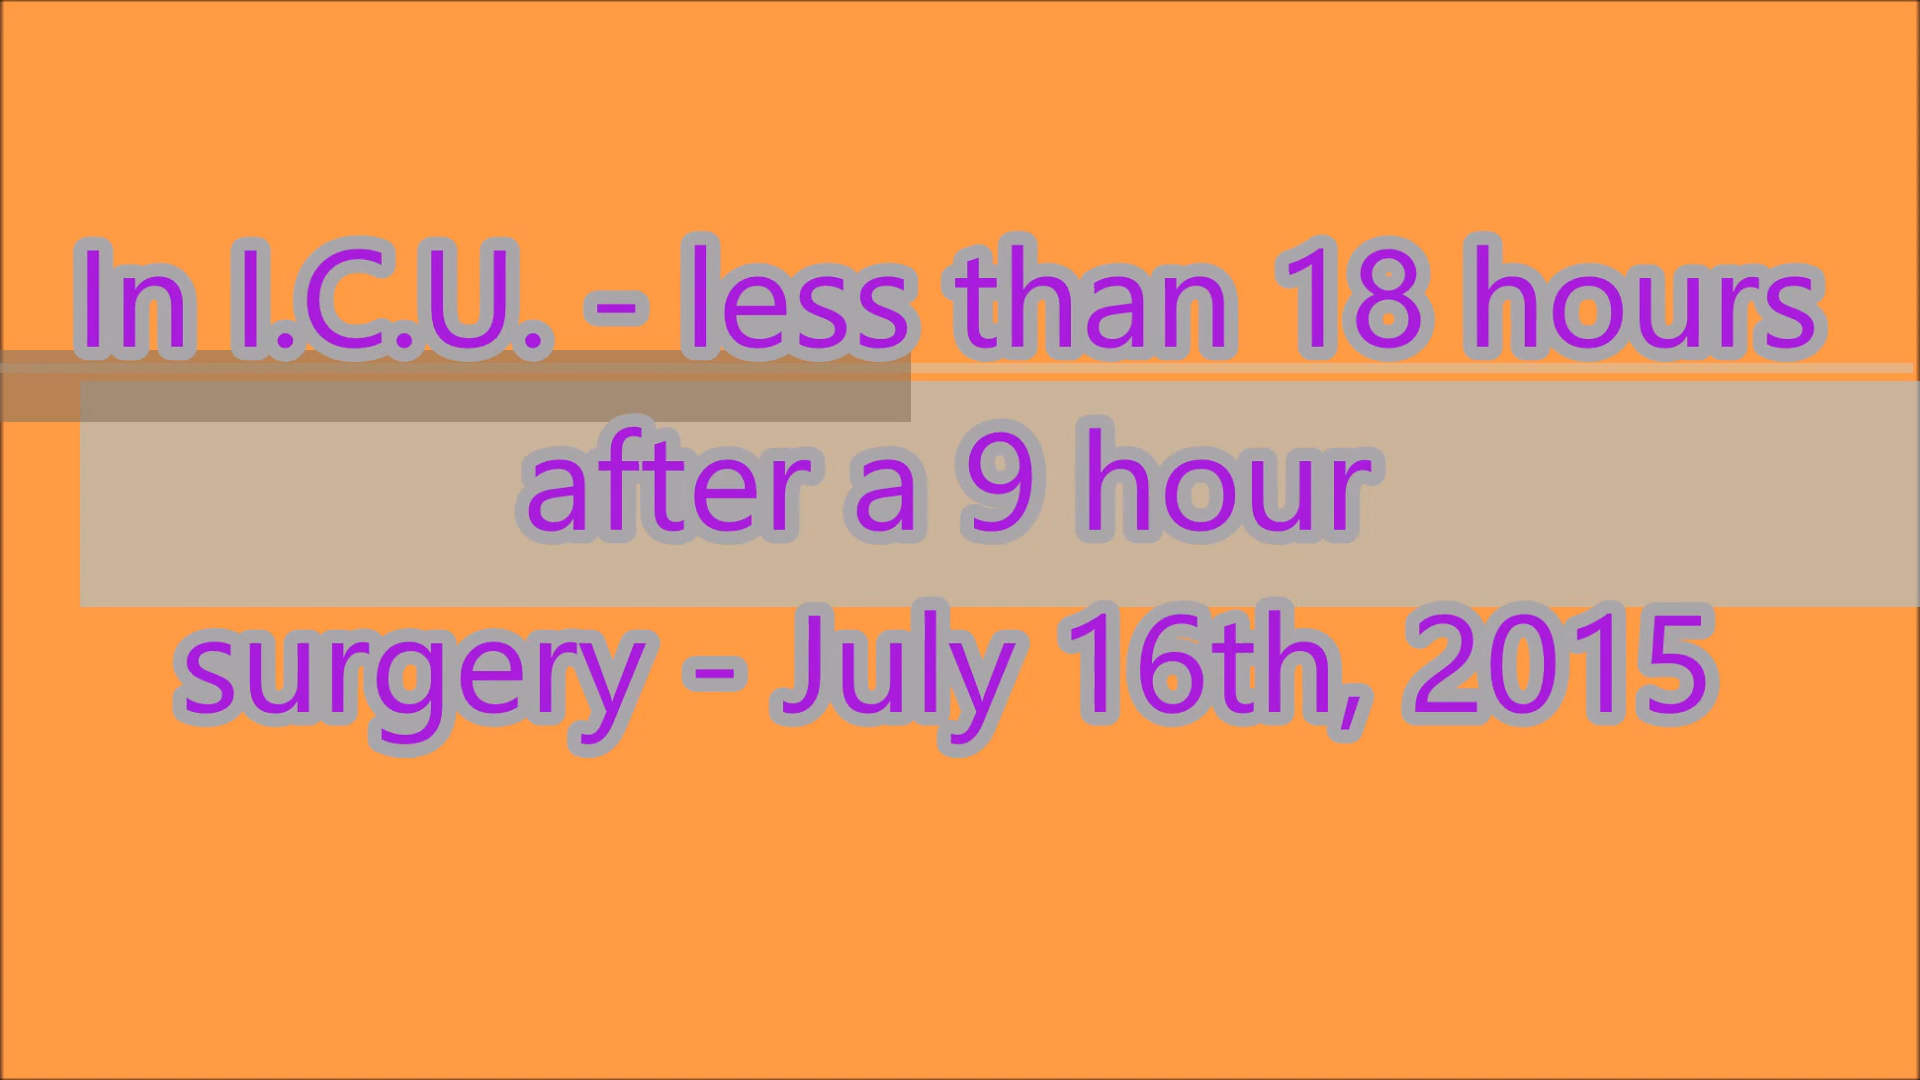 In I.C.U. - less than 18 hours
after a 9 hour
surgery - July 16th, 2015